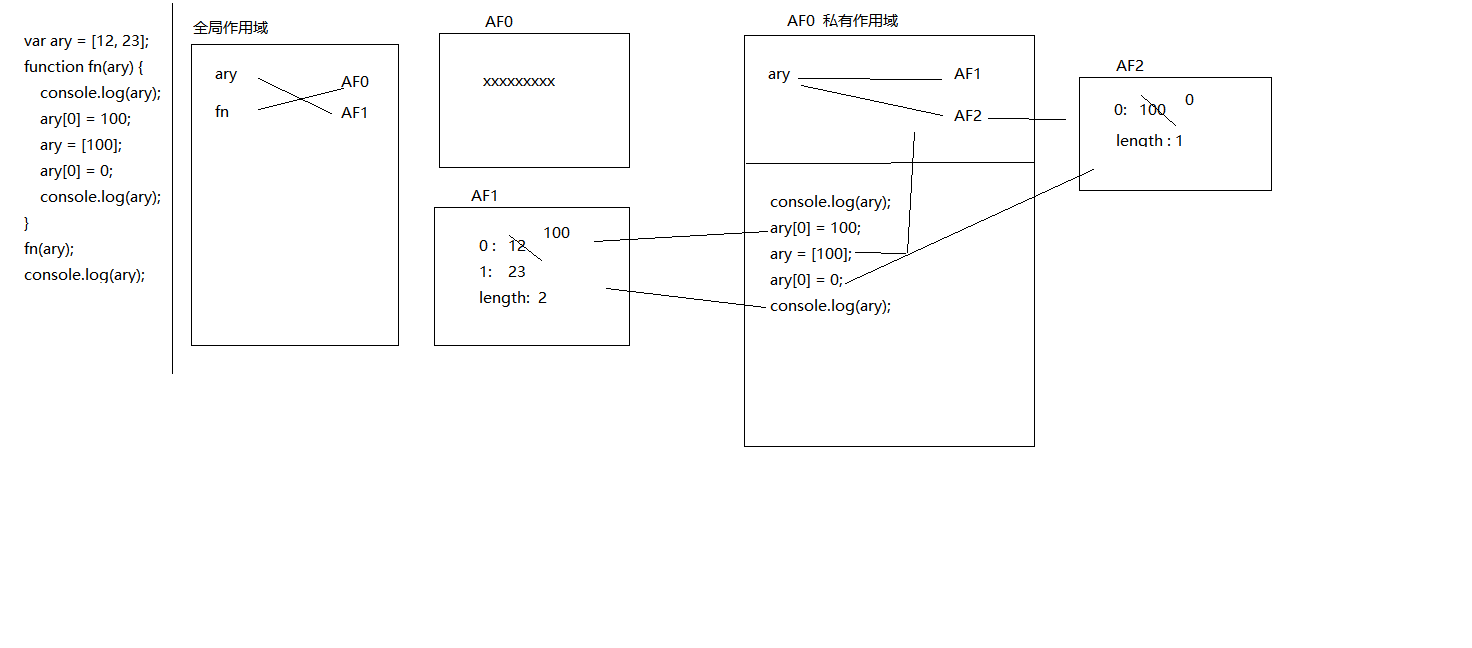 var ary = [12, 23];
function fn(ary) {
console.log(ary);
ary[0] = 100;
ary = [100];
ary[0] = 0;
console.log(ary);
}
fn(ary);
console.log(ary);
全局作用域
ary
AF0
fn
AF1
AF0
xxxxxxxxx
AF1
100
0 : 12
1: 23
length: 2
AF0 私有作用域
ary
AF1
AF2
console.log(ary);
ary[0] = 100;
ary = [100];
ary[0] = 0;
console.log(ary);
AF2
0: 100 0
length : 1